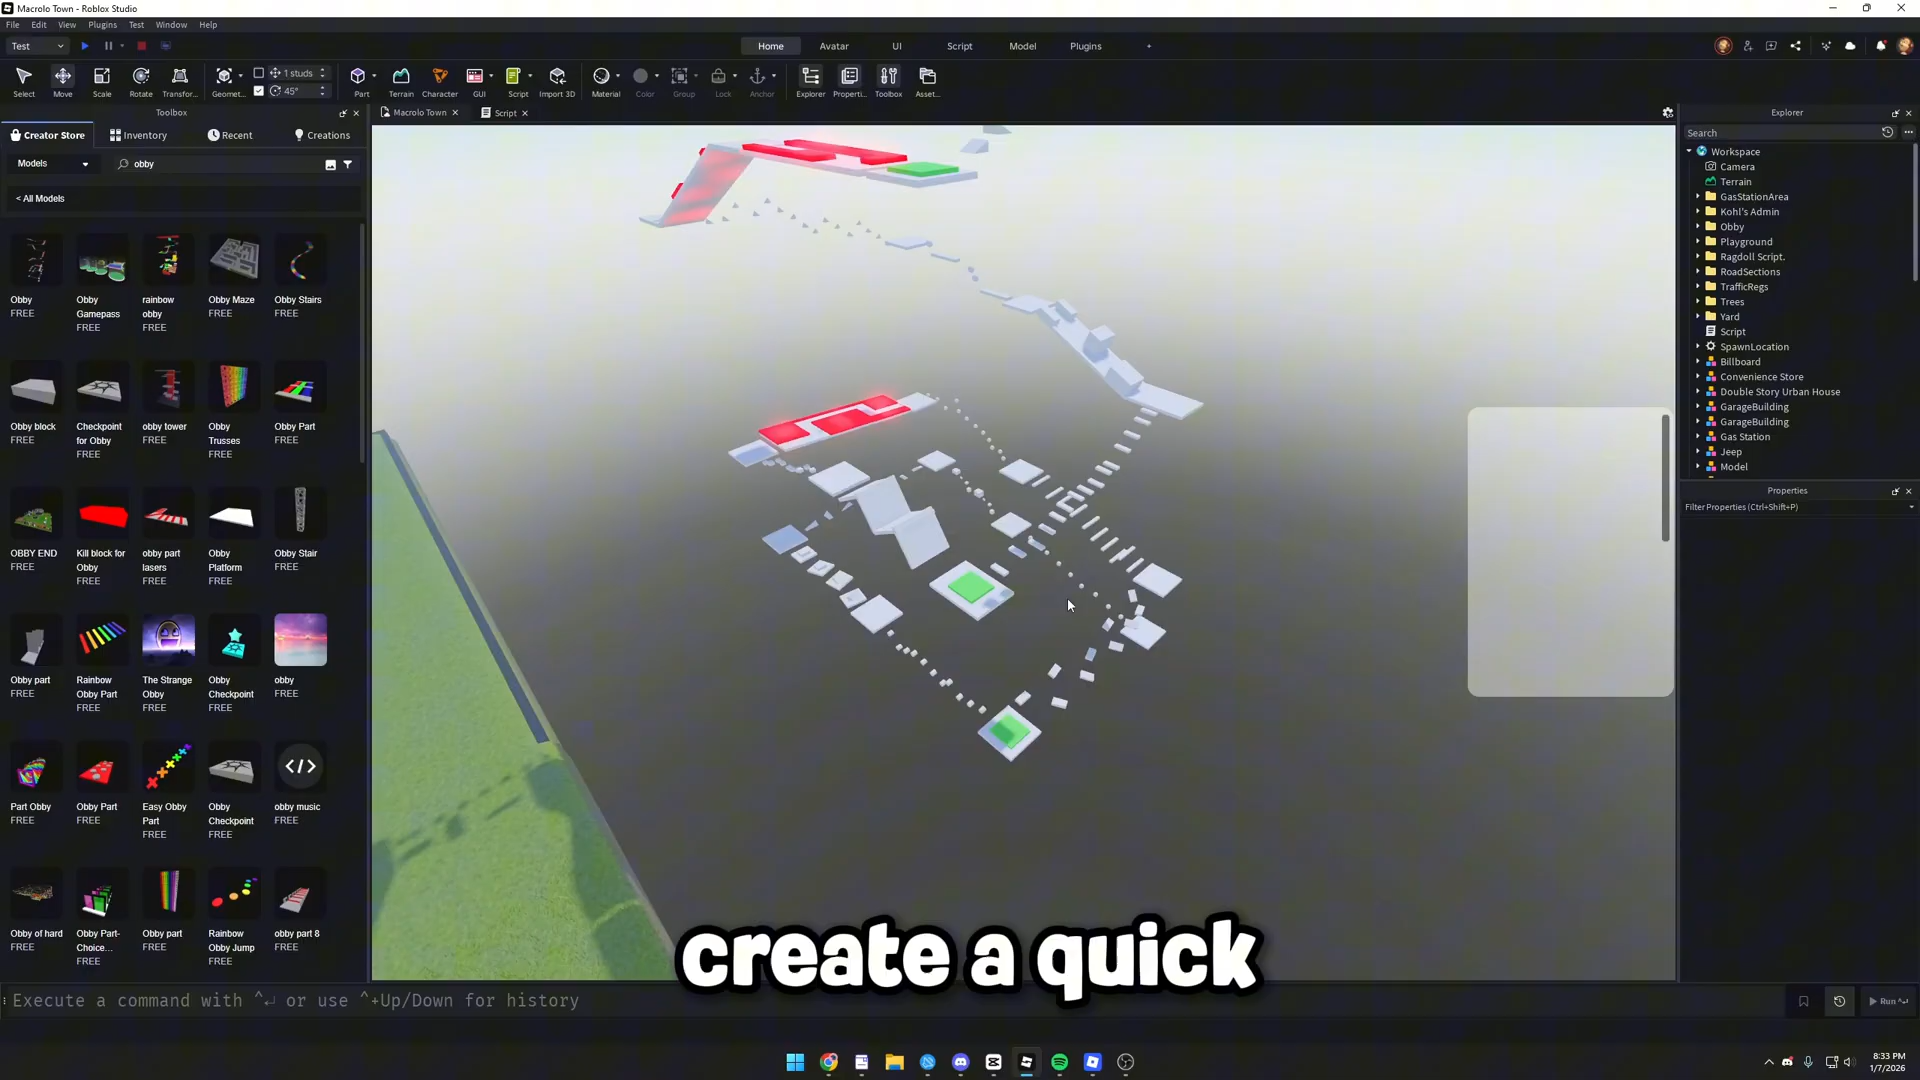 Macrolo Town - Roblox Studio
File Edit View Plugins Test Window Help
Test
Home Avatar UI Script Model Plugins +
Select Move Scale Rotate Transfor... Geomet... 1 studs 45° Part Terrain Character GUI Script Import 3D Material Color Group Lock Anchor Explorer Properti... Toolbox Asset...
Toolbox
Macrolo Town Script
Explorer
Creator Store Inventory Recent Creations
Models obby
< All Models
Obby Obby Gamepass rainbow obby Obby Maze Obby Stairs
FREE FREE FREE FREE FREE
Obby block Checkpoint for Obby obby tower Obby Trusses Obby Part
FREE FREE FREE FREE FREE
OBBY END Kill block for Obby obby part lasers Obby Platform Obby Stair
FREE FREE FREE FREE FREE
Obby part Rainbow Obby Part The Strange Obby Obby Checkpoint obby
FREE FREE FREE FREE FREE
Part Obby Obby Part Easy Obby Part Obby Checkpoint obby music
FREE FREE FREE FREE FREE
Obby of hard Obby Part- Choice... Obby part Rainbow Obby Jump obby part 8
FREE FREE FREE FREE FREE
Search
Workspace
Camera
Terrain
GasStationArea
Kohl's Admin
Obby
Playground
Ragdoll Script.
RoadSections
TrafficRegs
Trees
Yard
Script
SpawnLocation
Billboard
Convenience Store
Double Story Urban House
GarageBuilding
GarageBuilding
Gas Station
Jeep
Model
Properties
Filter Properties (Ctrl+Shift+P)
create a quick
Execute a command with ^↵ or use ^+Up/Down for history
Run ^↵
8:33 PM
1/7/2026